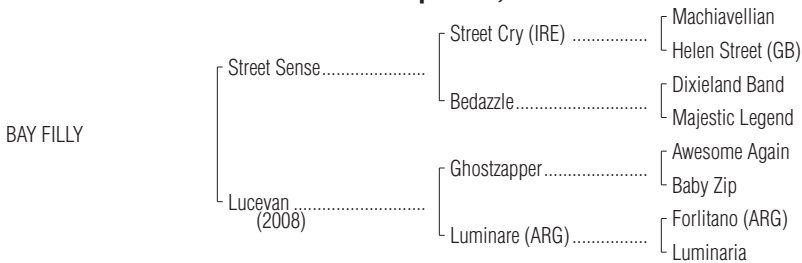 Machiavellian
Street Cry (IRE) ................
Helen Street (GB)
Street Sense......................
Dixieland Band
Bedazzle............................
Majestic Legend
BAY FILLY
Awesome Again
Ghostzapper......................
Baby Zip
Lucevan ............................
(2008)
Forlitano (ARG)
Luminare (ARG)................
Luminaria